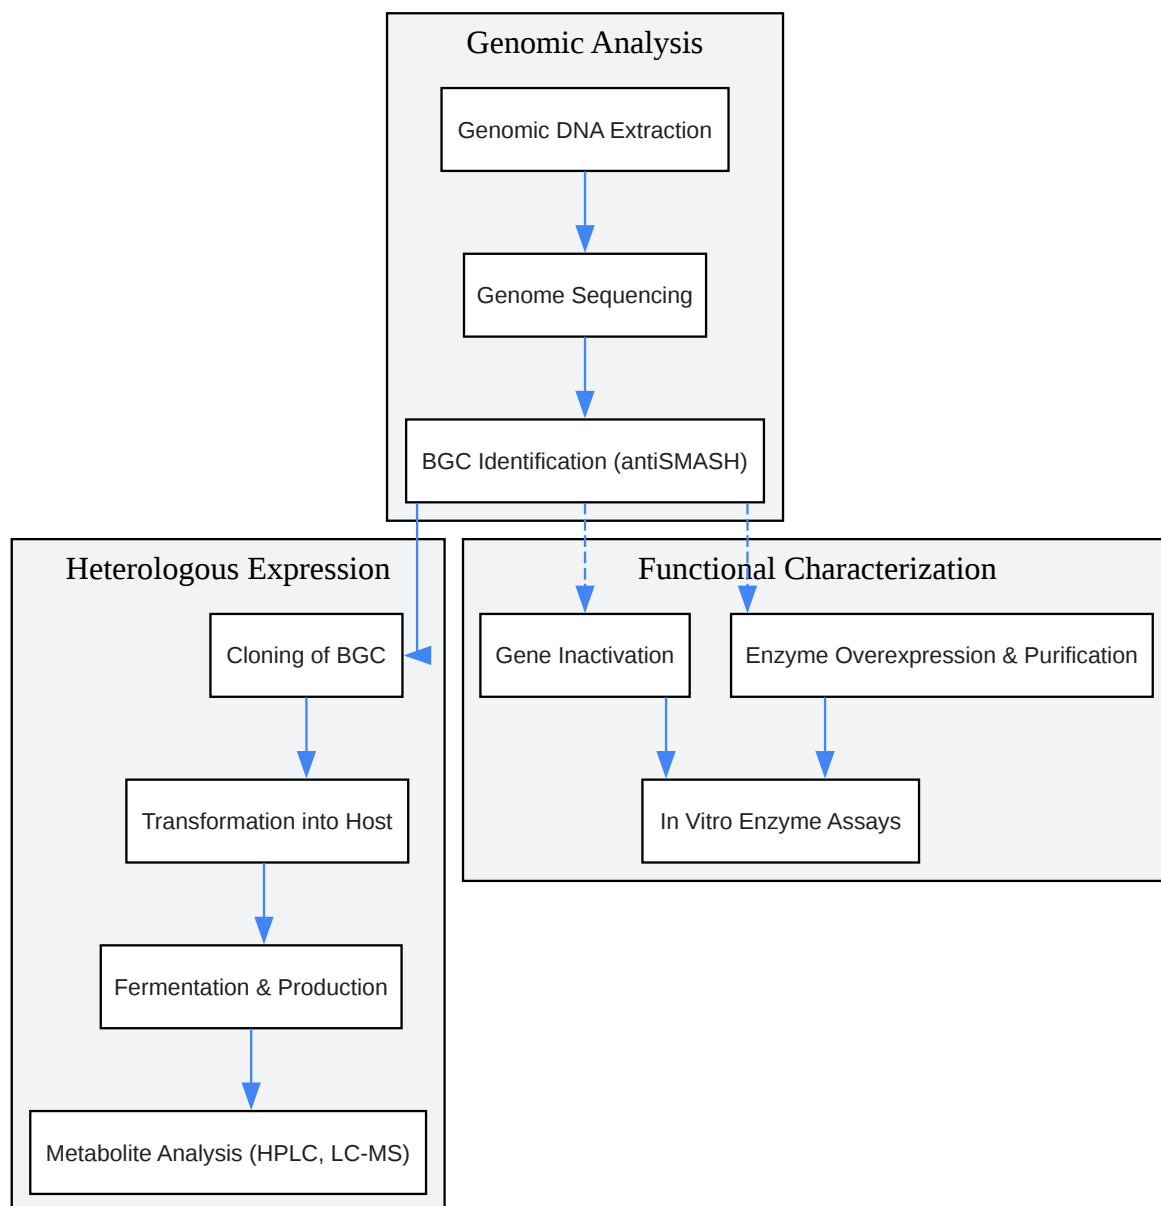 Genomic Analysis
Genomic DNA Extraction
Genome Sequencing
BGC Identification (antiSMASH)
Heterologous Expression
Cloning of BGC
Transformation into Host
Fermentation & Production
Metabolite Analysis (HPLC, LC-MS)
Functional Characterization
Gene Inactivation
Enzyme Overexpression & Purification
In Vitro Enzyme Assays